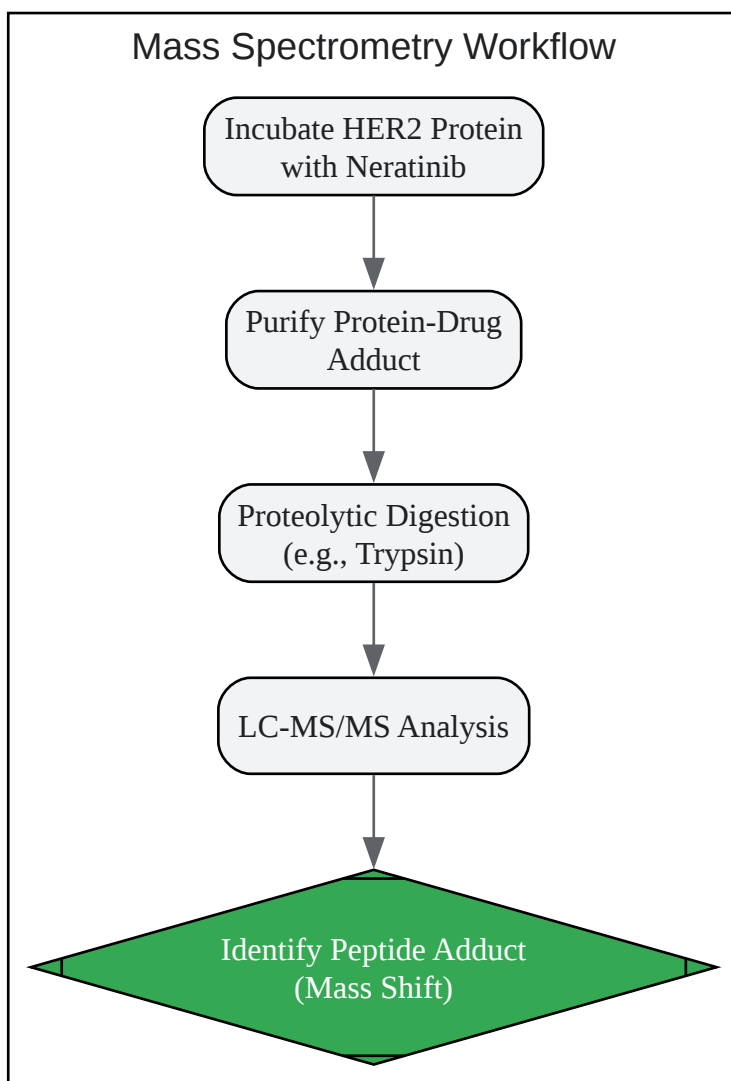 Mass Spectrometry Workflow
Incubate HER2 Protein
with Neratinib
Purify Protein-Drug
Adduct
Proteolytic Digestion
(e.g., Trypsin)
LC-MS/MS Analysis
Identify Peptide Adduct
(Mass Shift)